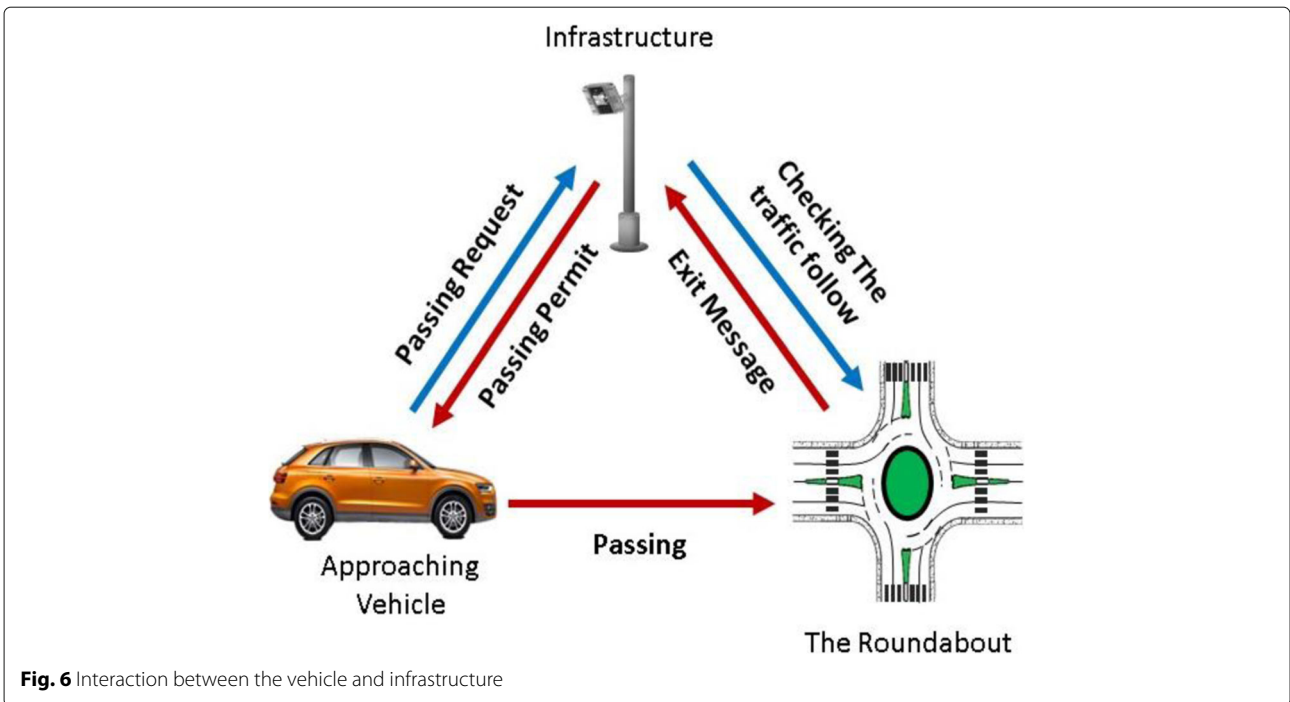 Infrastructure
Passing Request
Passing Permit
Checking The
traffic follow
Exit Message
Approaching
Vehicle
Passing
The Roundabout
Fig. 6 Interaction between the vehicle and infrastructure